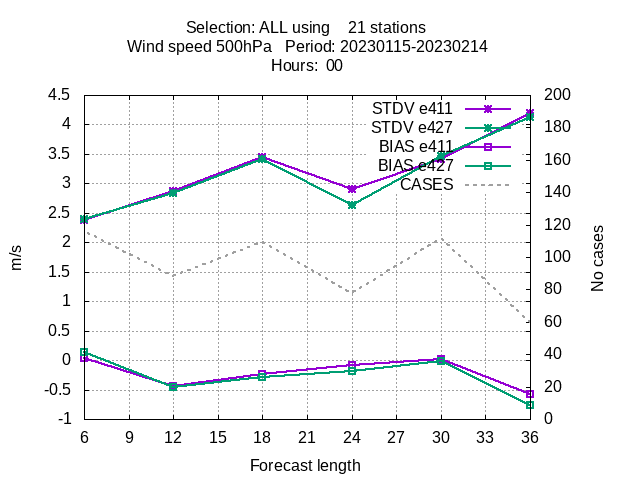 Selection: ALL using 21 stations
Wind speed 500hPa Period: 20230115-20230214
Hours: 00
4.5
4
3.5
3
2.5
2
1.5
1
0.5
0
-0.5
-1
m/s
STDV e411
STDV e427
BIAS e411
BIAS e427
CASES
200
180
160
140
120
100
80
60
40
20
0
No cases
6 9 12 15 18 21 24 27 30 33 36
Forecast length